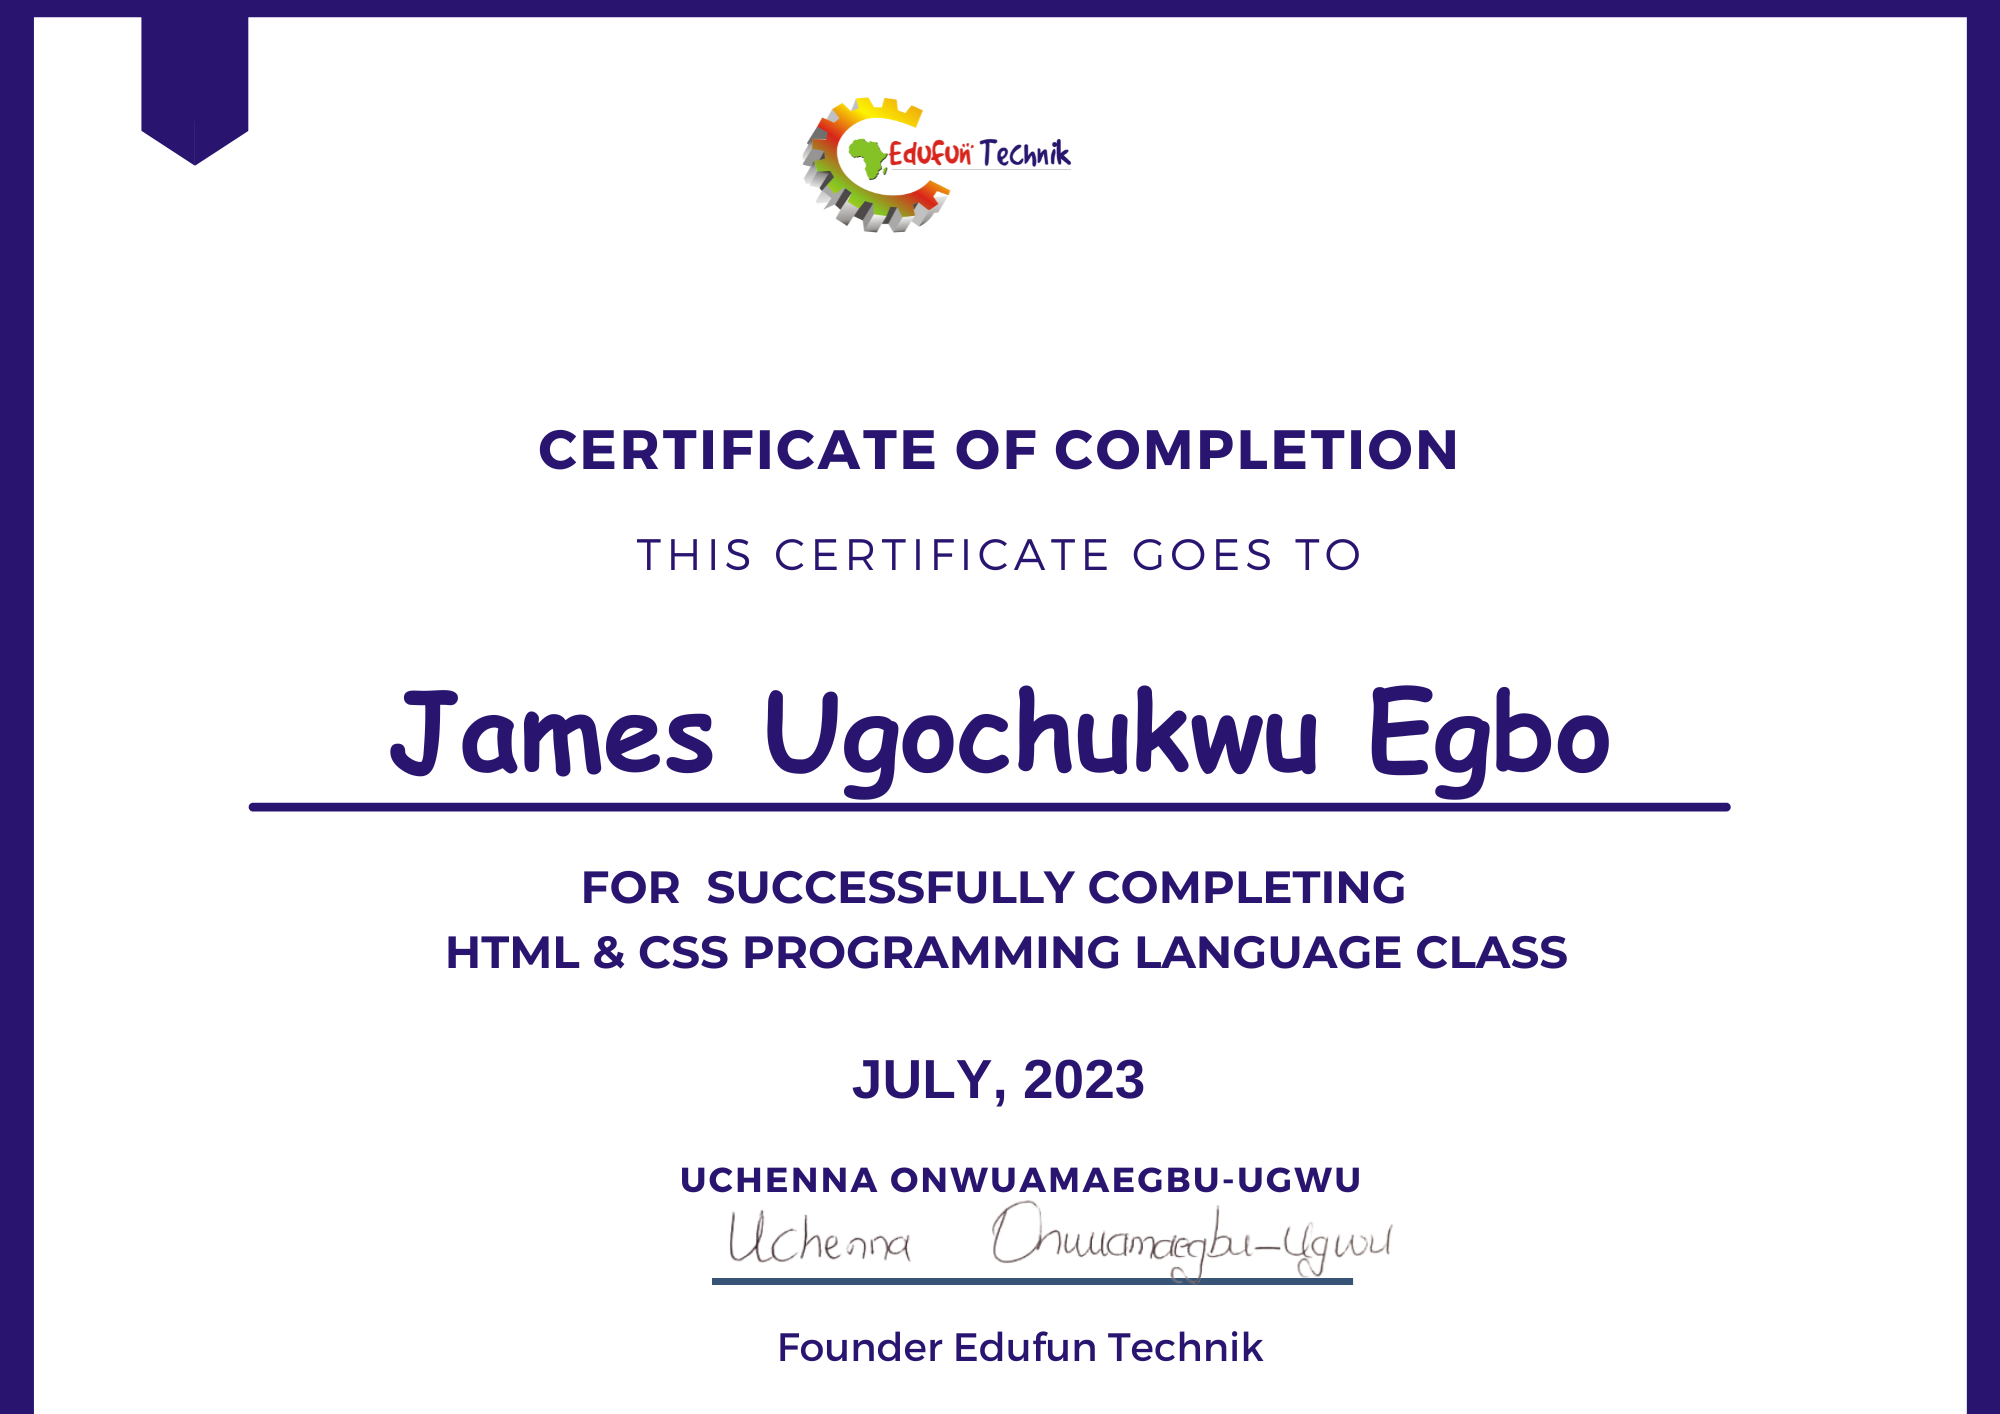 Edufun Technik
CERTIFICATE OF COMPLETION
THIS CERTIFICATE GOES TO
James Ugochukwu Egbo
FOR SUCCESSFULLY COMPLETING
HTML & CSS PROGRAMMING LANGUAGE CLASS
JULY, 2023
UCHENNA ONWUAMAEGBU-UGWU
Uchenna Onwuamaegbu-Ugwu
Founder Edufun Technik